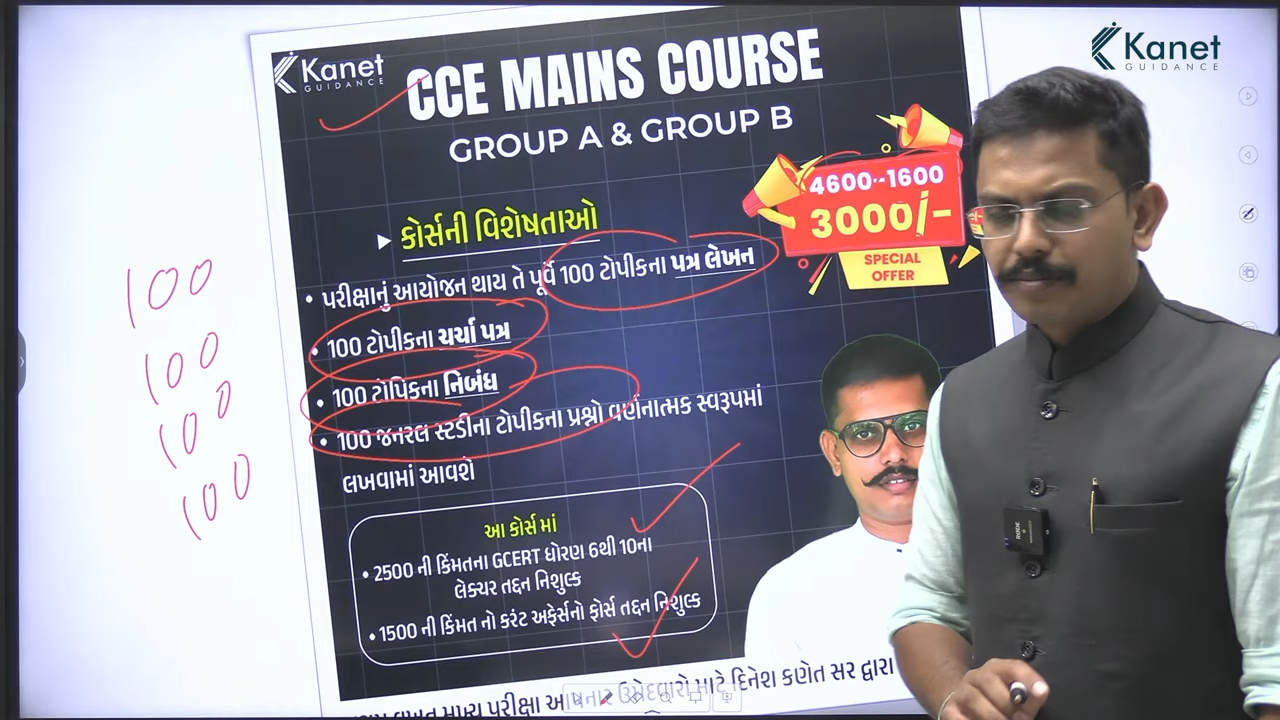 Kanet
GUIDANCE
Kanet
GUIDANCE
CCE MAINS COURSE
GROUP A & GROUP B
4600--1600
3000/-
SPECIAL
OFFER
કોર્સની વિશેષતાઓ
• પરીક્ષાનું આયોજન થાય તે પૂર્વે 100 ટોપીકના પત્ર લેખન
• 100 ટોપીકના ચર્ચા પત્ર
• 100 ટોપિકના નિબંધ
• 100 જનરલ સ્ટડીના ટોપીકના પ્રશ્નો વર્ણનાત્મક સ્વરૂપમાં
લખવામાં આવશે
100
100
100
100
આ કોર્સ માં
• 2500 ની કિંમતના GCERT ધોરણ 6થી 10ના
લેક્ચર તદ્દન નિશુલ્ક
• 1500 ની કિંમત નો કરંટ અફેર્સનો કોર્સ તદ્દન નિશુલ્ક
મુખ્ય પરીક્ષા આપનાર ઉમેદવારો માટે દિનેશ કણેત સર દ્વારા
RODE